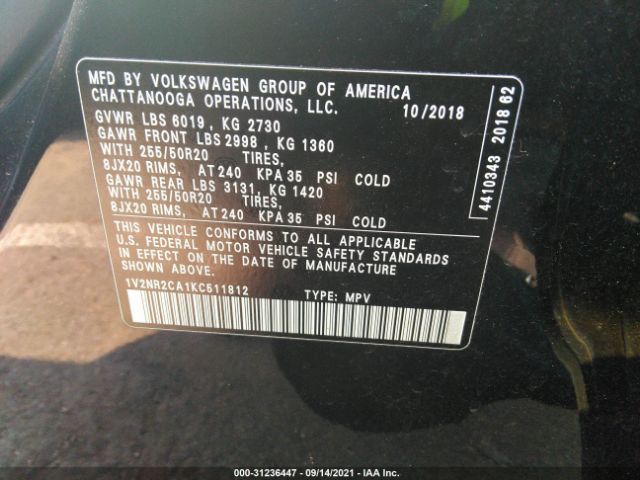 MFD BY VOLKSWAGEN GROUP OF AMERICA
CHATTANOOGA OPERATIONS, LLC. 10/2018
GVWR LBS 6019, KG 2730
GAWR FRONT LBS 2998, KG 1360
WITH 255/50R20 TIRES,
8JX20 RIMS, AT 240 KPA 35 PSI COLD
GAWR REAR LBS 3131, KG 1420
WITH 255/50R20 TIRES,
8JX20 RIMS, AT 240 KPA 35 PSI COLD
THIS VEHICLE CONFORMS TO ALL APPLICABLE
U.S. FEDERAL MOTOR VEHICLE SAFETY STANDARDS
IN EFFECT ON THE DATE OF MANUFACTURE
SHOWN ABOVE.
1V2NR2CA1KC511812 TYPE: MPV
4410343 2018 62
000-31236447 - 09/14/2021 - IAA Inc.